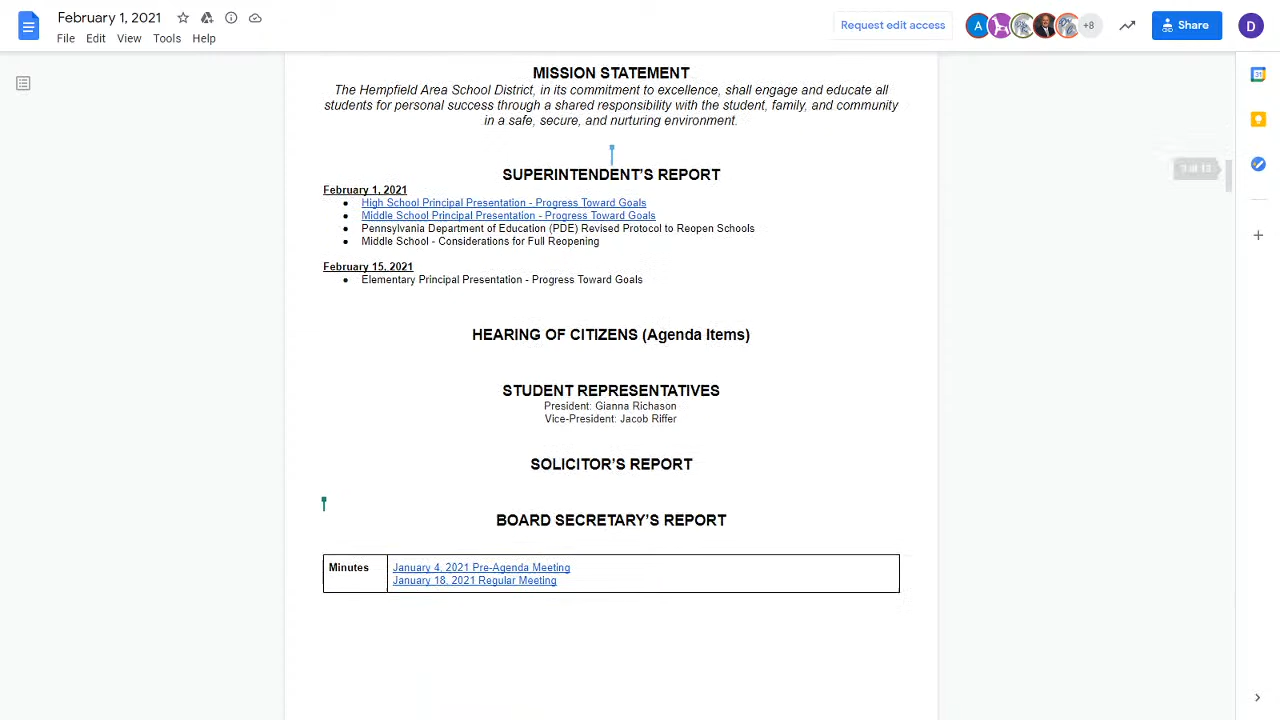 February 1, 2021
File Edit View Tools Help
Request edit access
A
+8
Share
D
MISSION STATEMENT
The Hempfield Area School District, in its commitment to excellence, shall engage and educate all
students for personal success through a shared responsibility with the student, family, and community
in a safe, secure, and nurturing environment.
SUPERINTENDENT'S REPORT
February 1, 2021
High School Principal Presentation - Progress Toward Goals
Middle School Principal Presentation - Progress Toward Goals
Pennsylvania Department of Education (PDE) Revised Protocol to Reopen Schools
Middle School - Considerations for Full Reopening
February 15, 2021
Elementary Principal Presentation - Progress Toward Goals
HEARING OF CITIZENS (Agenda Items)
STUDENT REPRESENTATIVES
President: Gianna Richason
Vice-President: Jacob Riffer
SOLICITOR'S REPORT
BOARD SECRETARY'S REPORT
Minutes
January 4, 2021 Pre-Agenda Meeting
January 18, 2021 Regular Meeting